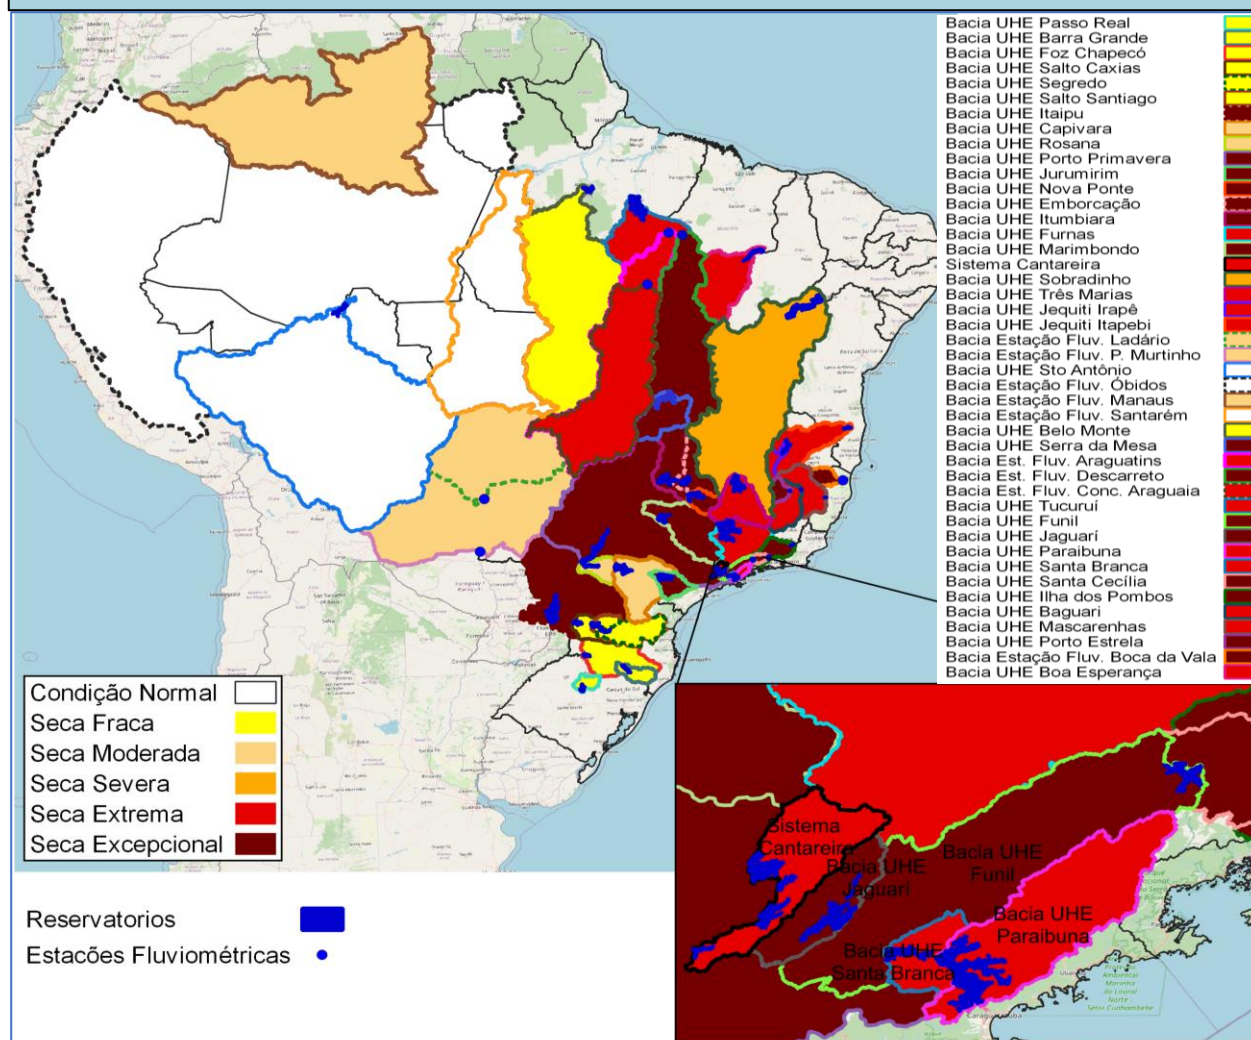 Bacia UHE Passo Real
Bacia UHE Barra Grande
Bacia UHE Foz Chapecó
Bacia UHE Salto Caxias
Bacia UHE Segredo
Bacia UHE Salto Santiago
Bacia UHE Itaipu
Bacia UHE Capivara
Bacia UHE Rosana
Bacia UHE Porto Primavera
Bacia UHE Jurumirim
Bacia UHE Nova Ponte
Bacia UHE Emborcação
Bacia UHE Itumbiara
Bacia UHE Furnas
Bacia UHE Marimbondo
Sistema Cantareira
Bacia UHE Sobradinho
Bacia UHE Três Marias
Bacia UHE Jequiti Irapê
Bacia UHE Jequiti Itapebi
Bacia Estação Fluv. Ladário
Bacia Estação Fluv. P. Murtinho
Bacia UHE Sto Antônio
Bacia Estação Fluv. Óbidos
Bacia Estação Fluv. Manaus
Bacia Estação Fluv. Santarém
Bacia UHE Belo Monte
Bacia UHE Serra da Mesa
Bacia Est. Fluv. Araguatins
Bacia Est. Fluv. Descarreto
Bacia Est. Fluv. Conc. Araguaia
Bacia UHE Tucuruí
Bacia UHE Funil
Bacia UHE Jaguarí
Bacia UHE Paraibuna
Bacia UHE Santa Branca
Bacia UHE Santa Cecília
Bacia UHE Ilha dos Pombos
Bacia UHE Baguari
Bacia UHE Mascarenhas
Bacia UHE Porto Estrela
Bacia Estação Fluv. Boca da Vala
Bacia UHE Boa Esperança
Condição Normal
Seca Fraca
Seca Moderada
Seca Severa
Seca Extrema
Seca Excepcional
Reservatorios
Estacões Fluviométricas
Sistema
Cantareira
Bacia UHE
Jaguarí
Bacia UHE
Funil
Bacia UHE
Paraibuna
Bacia UHE
Santa Branca